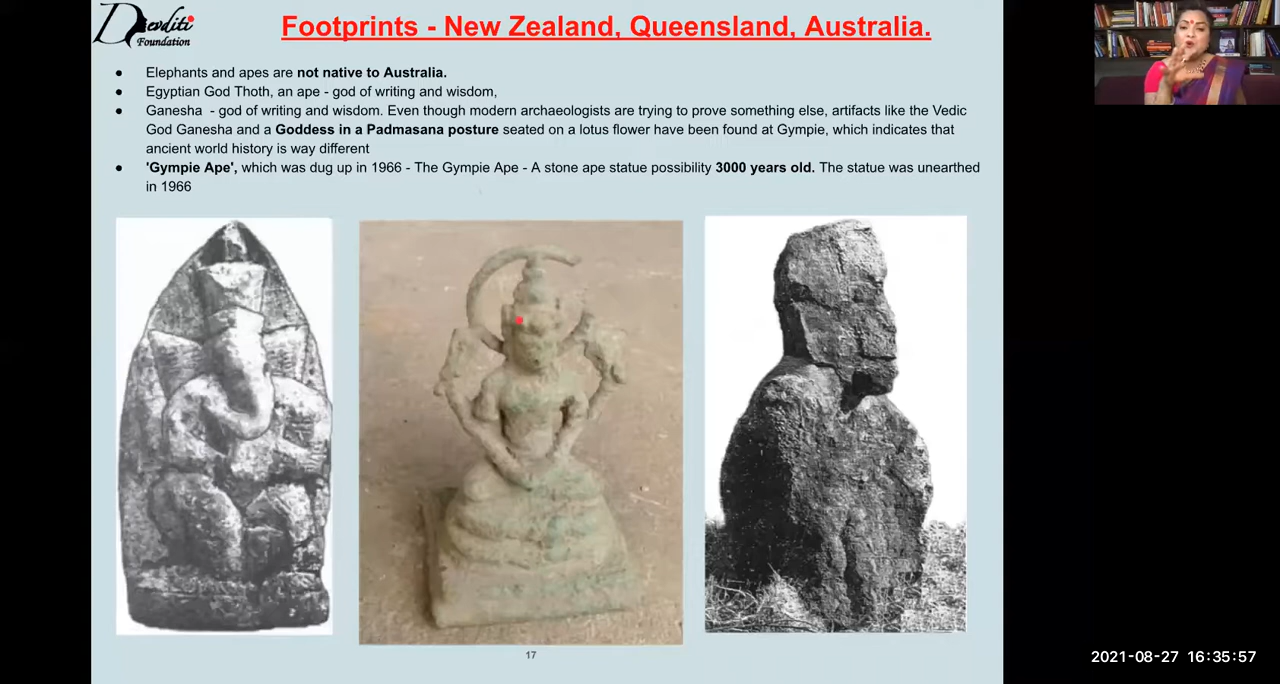 Devditi
Foundation
Footprints - New Zealand, Queensland, Australia.
● Elephants and apes are not native to Australia.
● Egyptian God Thoth, an ape - god of writing and wisdom,
● Ganesha - god of writing and wisdom. Even though modern archaeologists are trying to prove something else, artifacts like the Vedic
God Ganesha and a Goddess in a Padmasana posture seated on a lotus flower have been found at Gympie, which indicates that
ancient world history is way different
● 'Gympie Ape', which was dug up in 1966 - The Gympie Ape - A stone ape statue possibility 3000 years old. The statue was unearthed
in 1966
17
2021-08-27 16:35:57